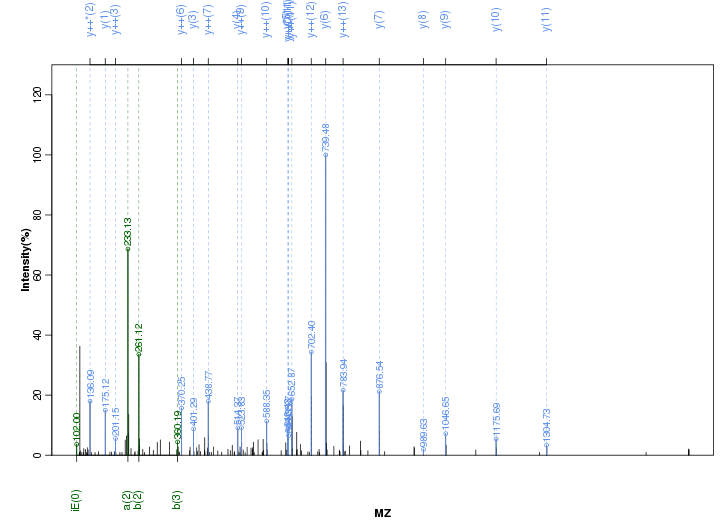 y++*(2)
y(1)
y++(3)
y++(6)
y(3)
y++(7)
y(4)
y++(10)
y++(12)
y(6)
y++(13)
y(7)
y(8)
y(9)
y(10)
y(11)
Intensity(%)
120
100
80
60
40
20
0
102.00
136.09
175.12
201.15
233.13
261.12
360.19
370.25
401.29
438.77
514.37
523.83
588.35
652.87
702.40
739.48
783.94
876.54
989.63
1046.65
1175.69
1304.73
iE(0)
a(2)
b(2)
b(3)
MZ